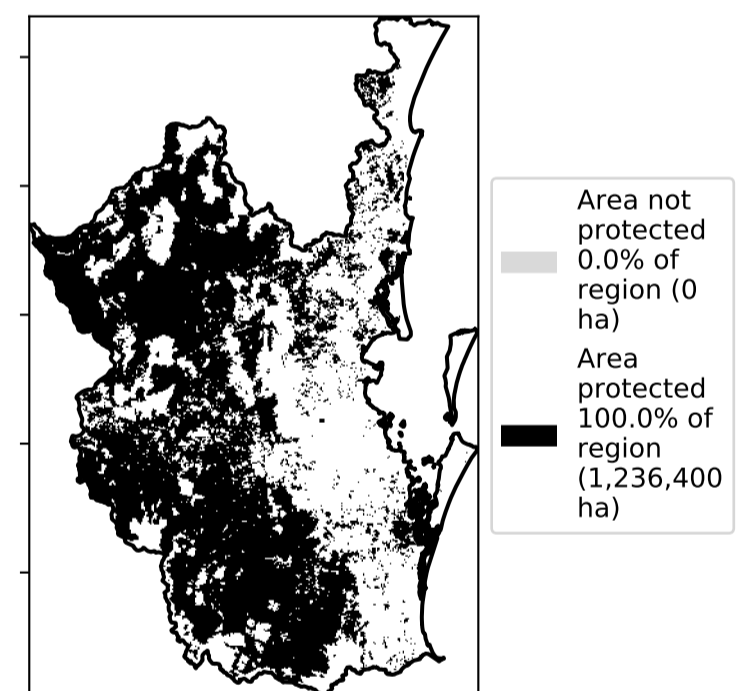 Area not
protected
0.0% of
region (0
ha)
Area
protected
100.0% of
region
(1,236,400
ha)